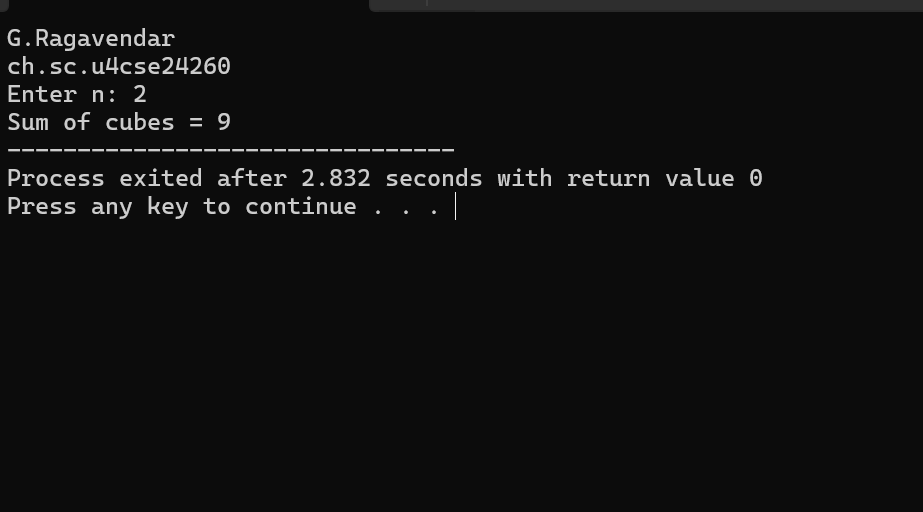 G.Ragavendar
ch.sc.u4cse24260
Enter n: 2
Sum of cubes = 9
--------------------------------
Process exited after 2.832 seconds with return value 0
Press any key to continue . . .